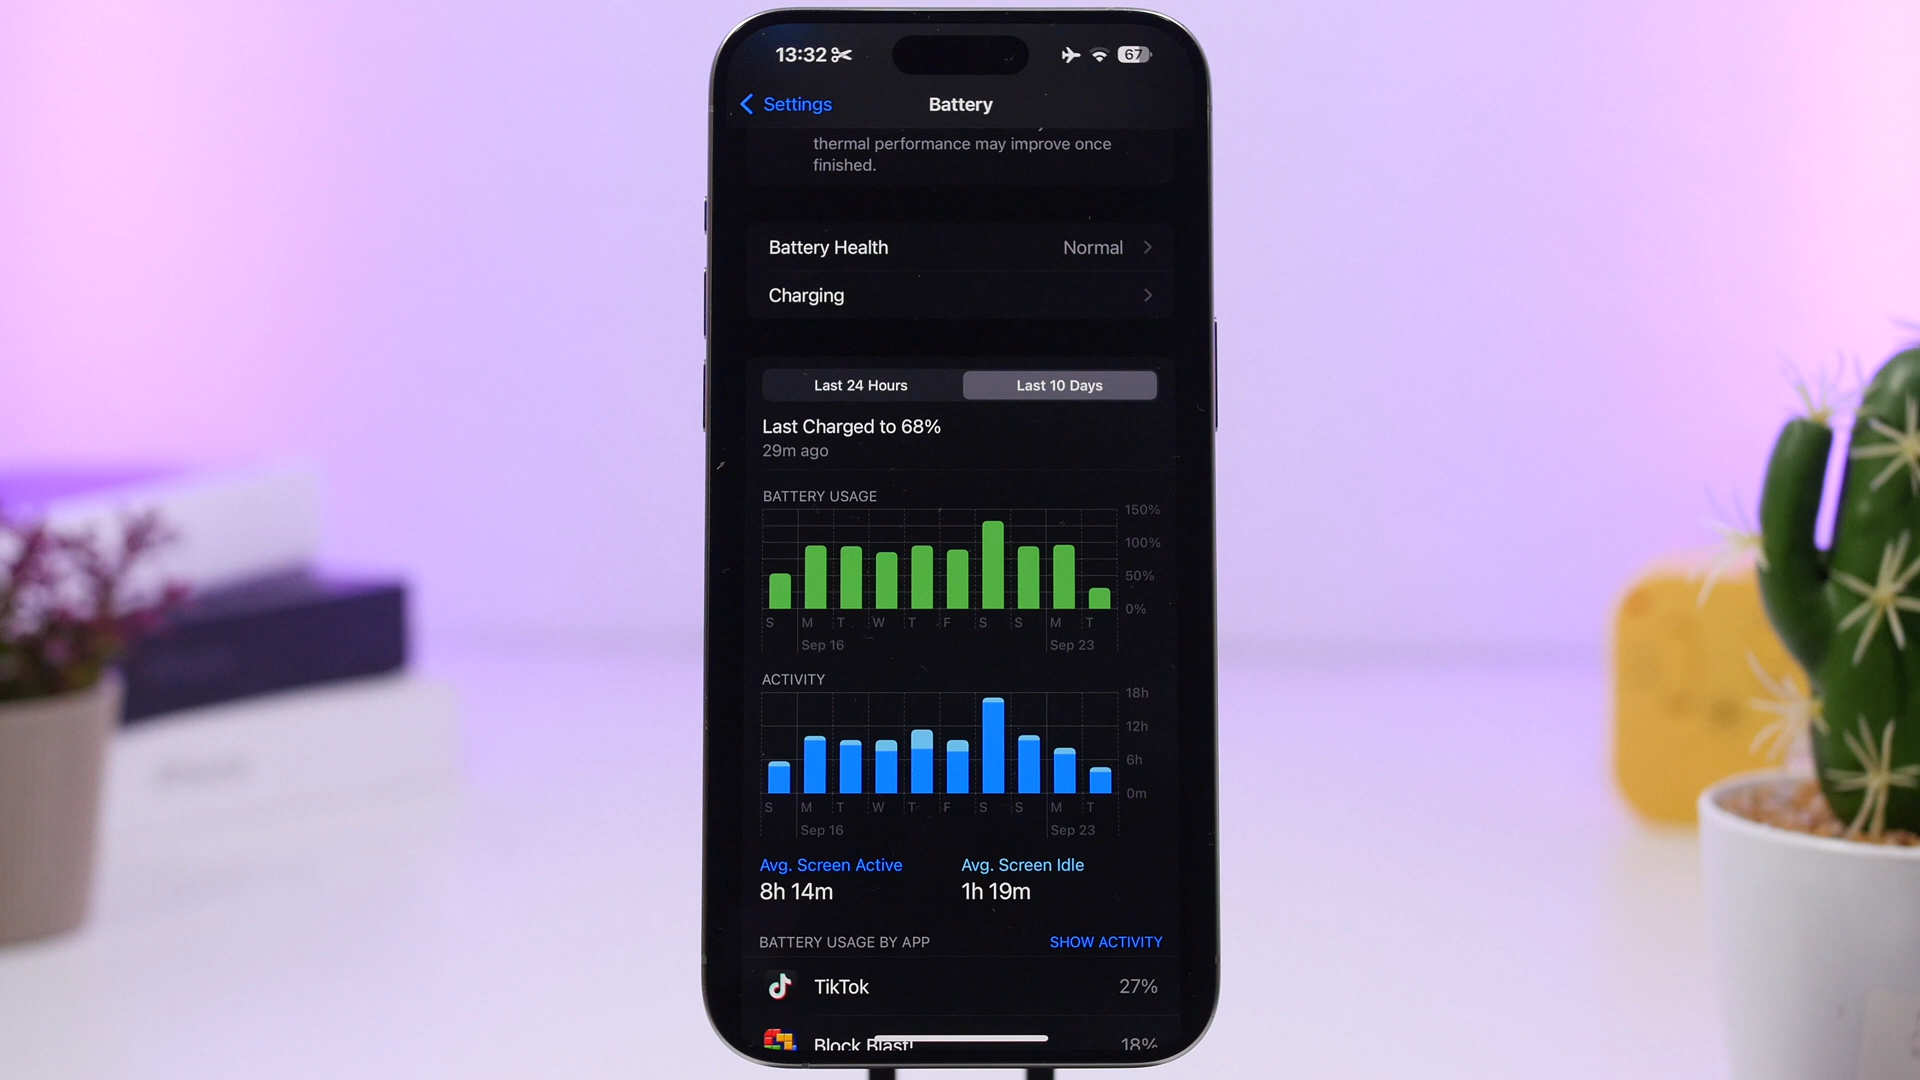 13:32
67
Settings
Battery
thermal performance may improve once
finished.
Battery Health Normal
Charging
Last 24 Hours Last 10 Days
Last Charged to 68%
29m ago
BATTERY USAGE
150%
100%
50%
0%
S M T W T F S S M T
Sep 16 Sep 23
ACTIVITY
18h
12h
6h
0m
S M T W T F S S M T
Sep 16 Sep 23
Avg. Screen Active Avg. Screen Idle
8h 14m 1h 19m
BATTERY USAGE BY APP SHOW ACTIVITY
TikTok 27%
Block Blast! 18%